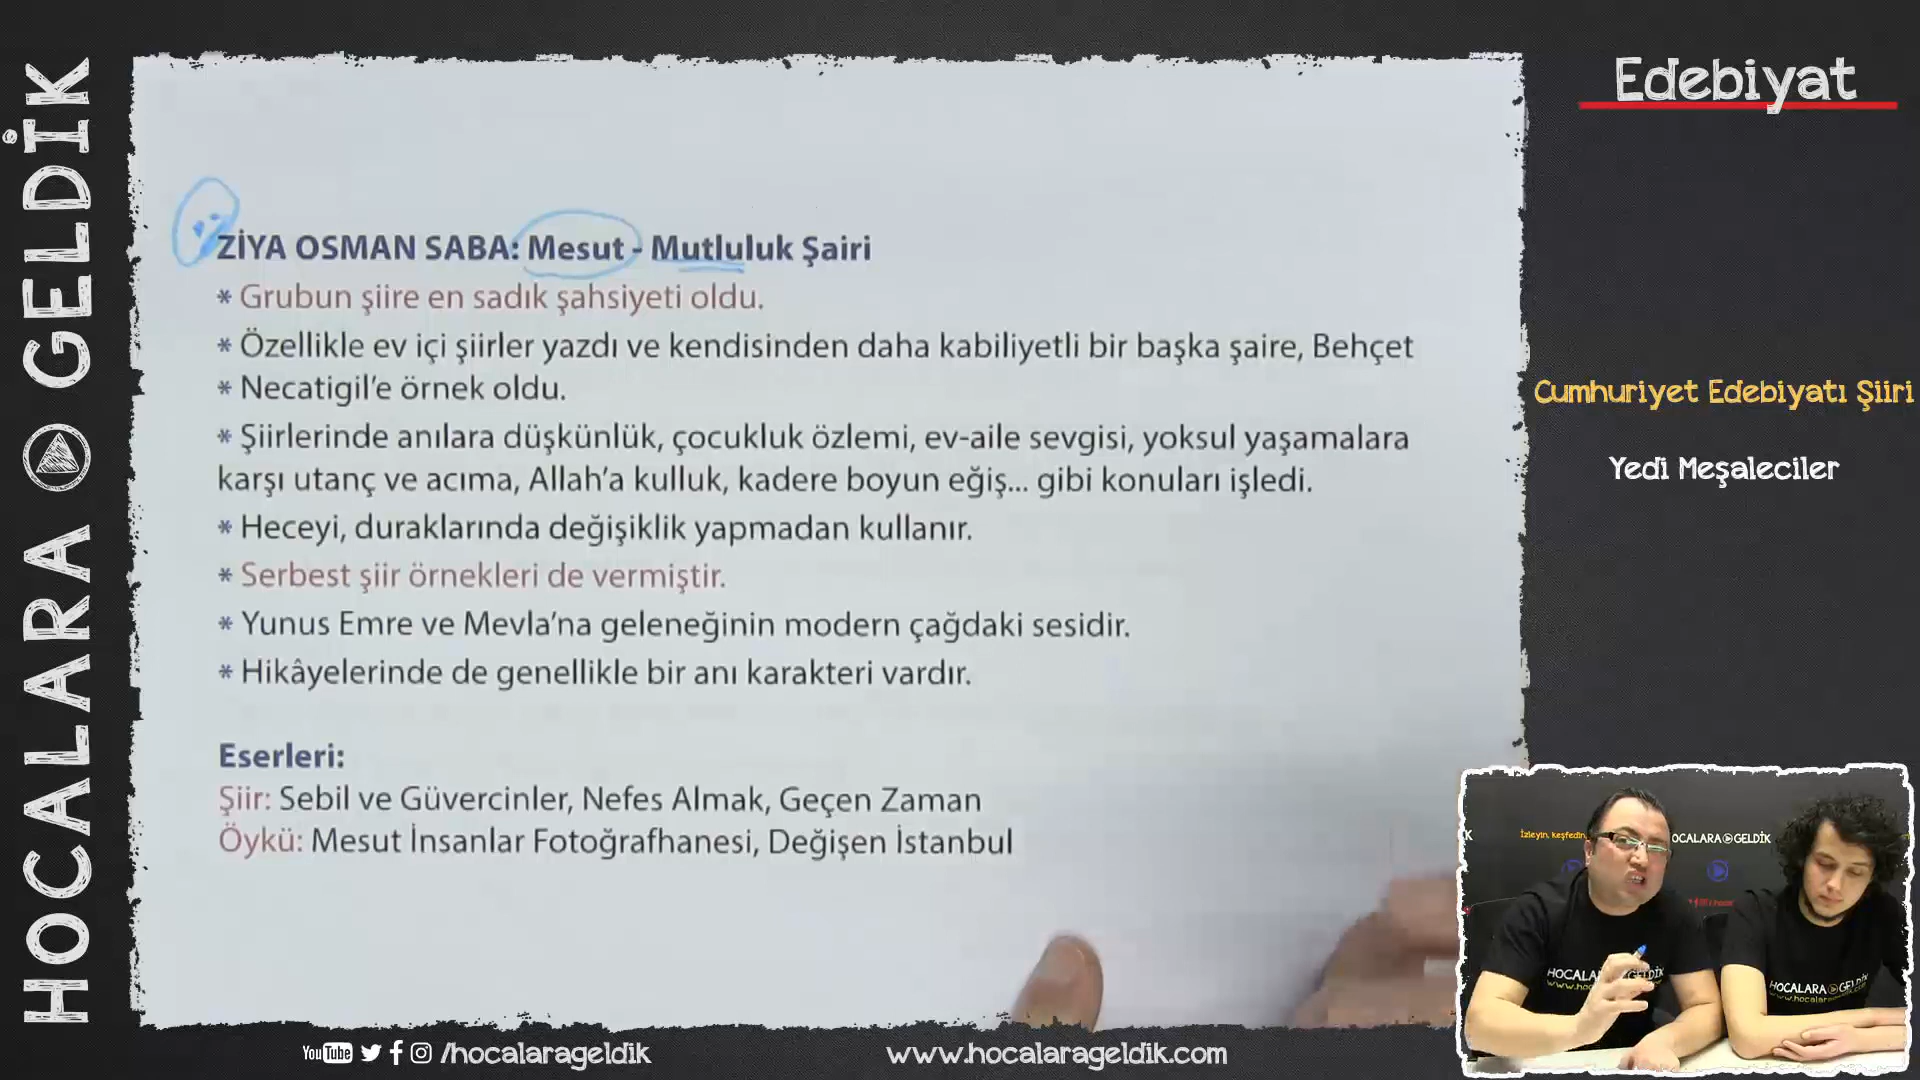 HOCALARA GELDİK
Edebiyat
ZİYA OSMAN SABA: Mesut - Mutluluk Şairi
* Grubun şiire en sadık şahsiyeti oldu.
* Özellikle ev içi şiirler yazdı ve kendisinden daha kabiliyetli bir başka şaire, Behçet
* Necatigil’e örnek oldu.
* Şiirlerinde anılara düşkünlük, çocukluk özlemi, ev-aile sevgisi, yoksul yaşamalara
karşı utanç ve acıma, Allah’a kulluk, kadere boyun eğiş... gibi konuları işledi.
* Heceyi, duraklarında değişiklik yapmadan kullanır.
* Serbest şiir örnekleri de vermiştir.
* Yunus Emre ve Mevla’na geleneğinin modern çağdaki sesidir.
* Hikâyelerinde de genellikle bir anı karakteri vardır.
Eserleri:
Şiir: Sebil ve Güvercinler, Nefes Almak, Geçen Zaman
Öykü: Mesut İnsanlar Fotoğrafhanesi, Değişen İstanbul
Cumhuriyet Edebiyatı Şiiri
Yedi Meşaleciler
İzleyin, keşfedin
OCALARA GELDİK
HOCALARA GELDİK
YouTube /hocalarageldik
www.hocalarageldik.com